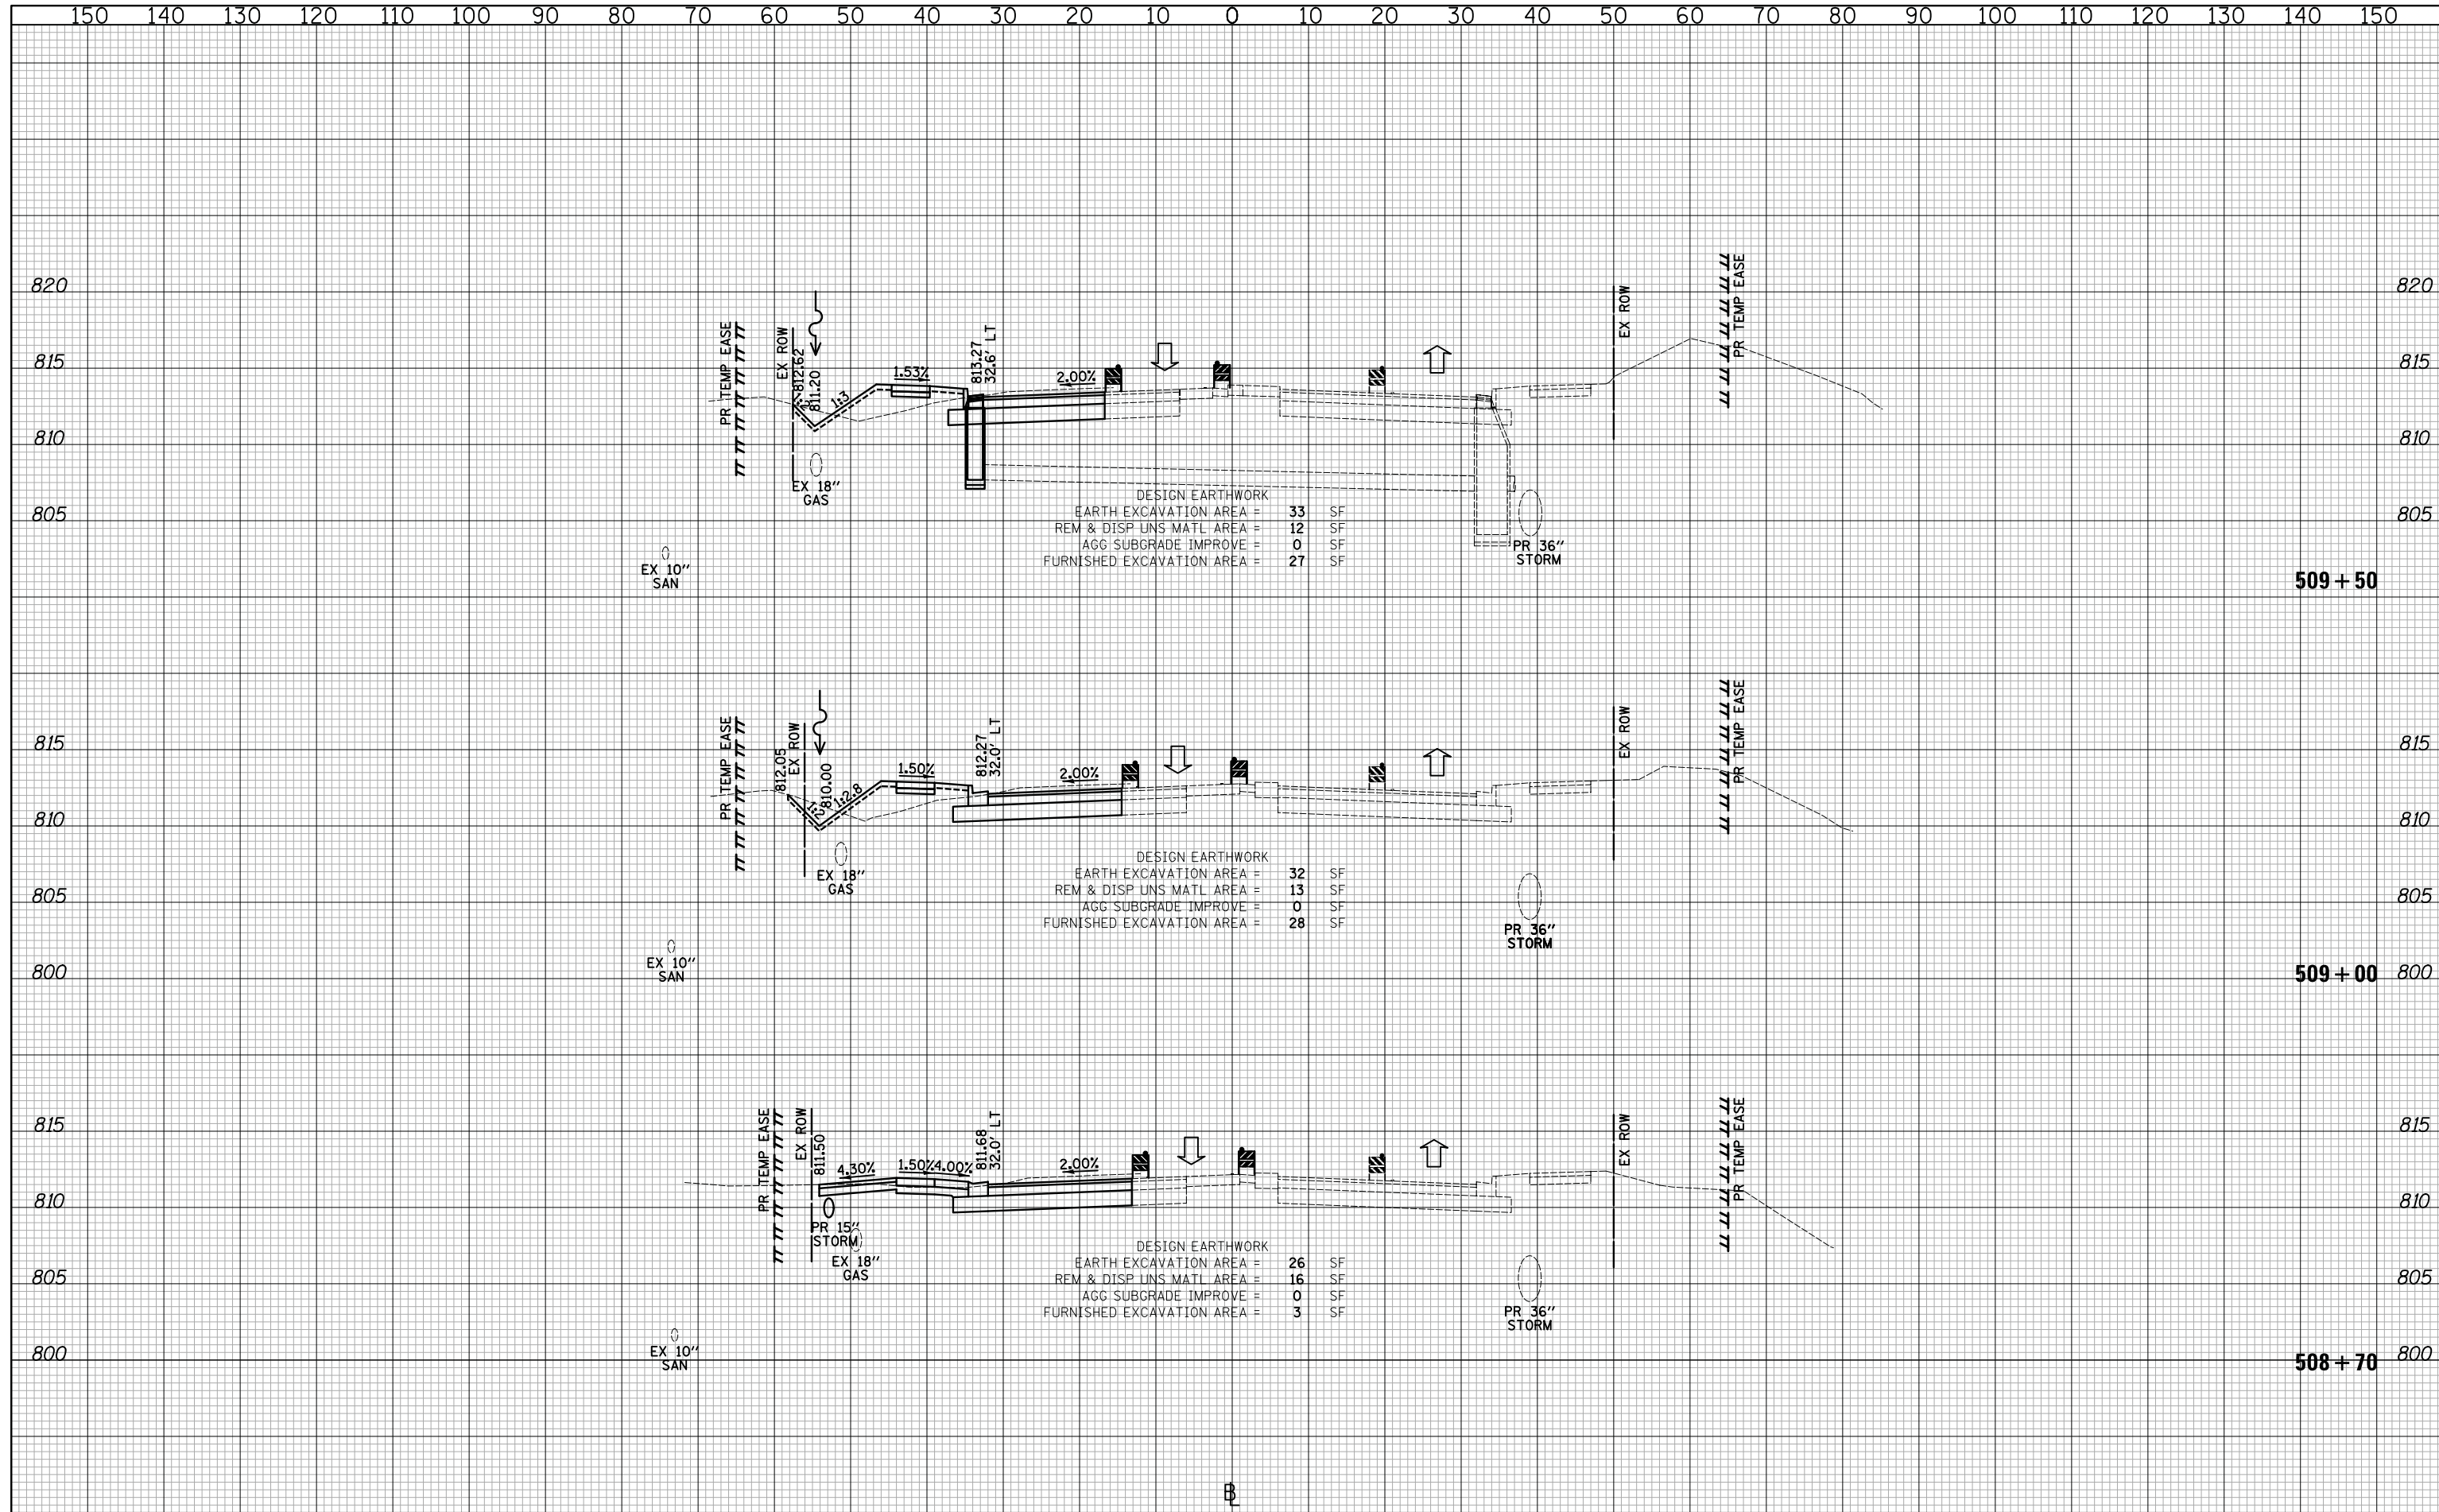 150 140 130 120 110 100 90 80 70 60 50 40 30 20 10 0 10 20 30 40 50 60 70 80 90 100 110 120 130 140 150
820 820
815 815
810 810
805 805
PR TEMP EASE
EX ROW
812.62
811.20
1:2
1:3
1.53%
813.27
32.6' LT
2.00%
EX ROW
PR TEMP EASE
EX 18"
GAS
EX 10"
SAN
DESIGN EARTHWORK
EARTH EXCAVATION AREA = 33 SF
REM & DISP UNS MATL AREA = 12 SF
AGG SUBGRADE IMPROVE = 0 SF
FURNISHED EXCAVATION AREA = 27 SF
PR 36"
STORM
509+50
815 815
810 810
805 805
800 800
PR TEMP EASE
812.05
EX ROW
1:2
810.00
1:2.8
1.50%
812.27
32.0' LT
2.00%
EX ROW
PR TEMP EASE
EX 18"
GAS
EX 10"
SAN
DESIGN EARTHWORK
EARTH EXCAVATION AREA = 32 SF
REM & DISP UNS MATL AREA = 13 SF
AGG SUBGRADE IMPROVE = 0 SF
FURNISHED EXCAVATION AREA = 28 SF
PR 36"
STORM
509+00
815 815
810 810
805 805
800 800
PR TEMP EASE
EX ROW
811.50
4.30%
1.50%
4.00%
811.68
32.0' LT
2.00%
EX ROW
PR TEMP EASE
PR 15"
STORM
EX 18"
GAS
EX 10"
SAN
DESIGN EARTHWORK
EARTH EXCAVATION AREA = 26 SF
REM & DISP UNS MATL AREA = 16 SF
AGG SUBGRADE IMPROVE = 0 SF
FURNISHED EXCAVATION AREA = 3 SF
PR 36"
STORM
508+70
BL